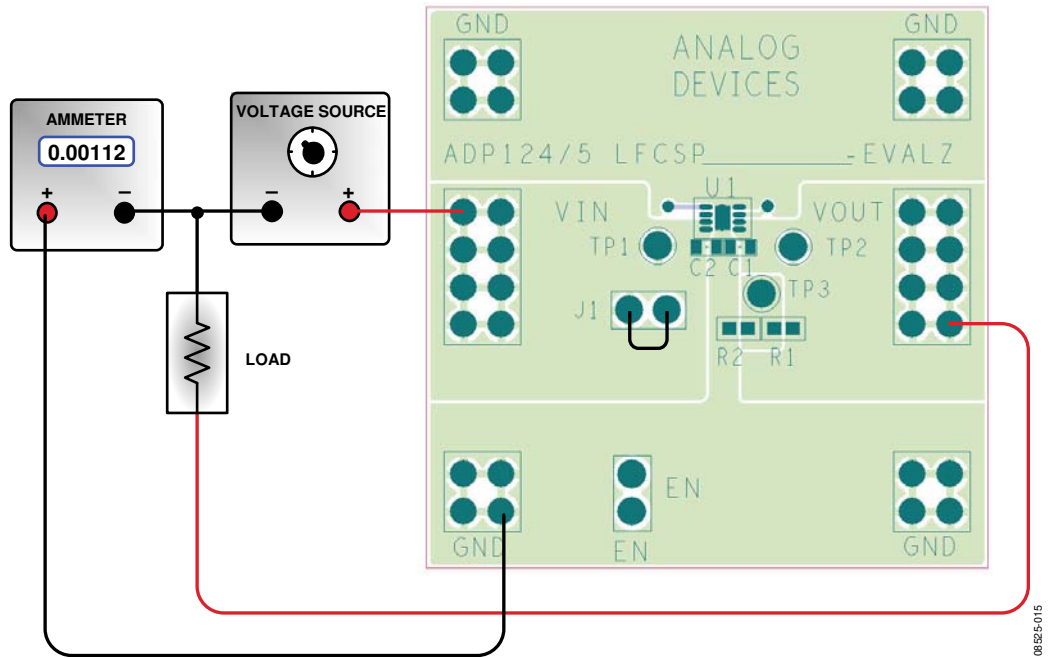 GND
ANALOG
DEVICES
GND
ADP124/5 LFCSP____________-EVALZ
AMMETER
0.00112
+
−
VOLTAGE SOURCE
−
+
VIN
U1
VOUT
TP1
C2
C1
TP2
TP3
J1
R2
R1
LOAD
EN
GND
EN
GND
08525-015